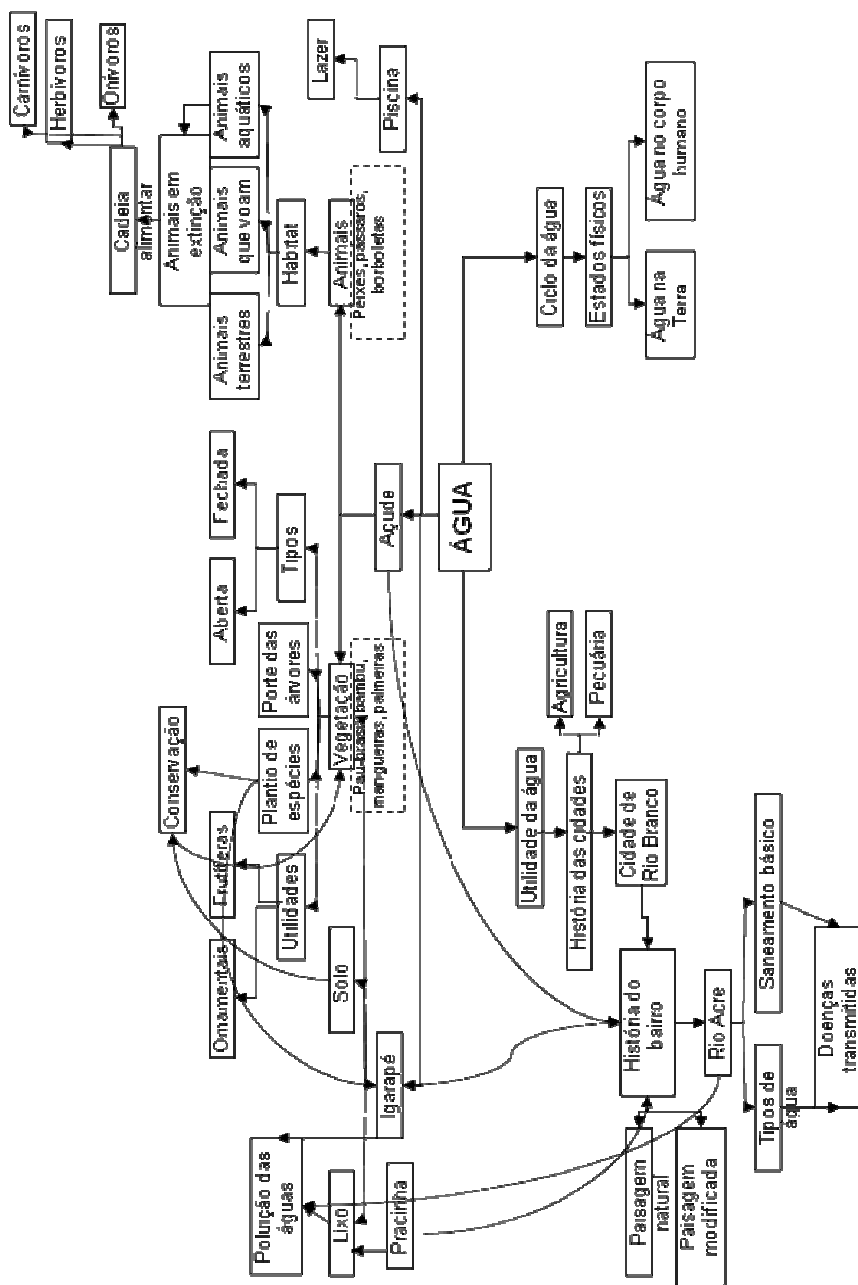 Carnívoros
Herbívoros
Onívoros
Cadeia
alimentar
Animais em
extinção
Animais
aquáticos
Animais
que voam
Animais
terrestres
Habitat
Animais
Peixes, pássaros,
borboletas
Lazer
Piscina
Fechada
Aberta
Tipos
Porte das
árvores
Plantio de
espécies
Conservação
Frutíferas
Ornamentais
Utilidades
Vegetação
Pau-brasil, bambu,
mangueiras, palmeiras
Solo
Açude
Igarapé
Poluição das
águas
Lix0
Pracinha
ÁGUA
Ciclo da água
Estados físicos
Água no corpo
humano
Água na
Terra
Utilidade da água
História das cidades
Agricultura
Pecuária
Cidade de
Rio Branco
História do
bairro
Rio Acre
Paisagem
natural
Paisagem
modificada
Saneamento básico
Tipos de
água
Doenças
transmitidas